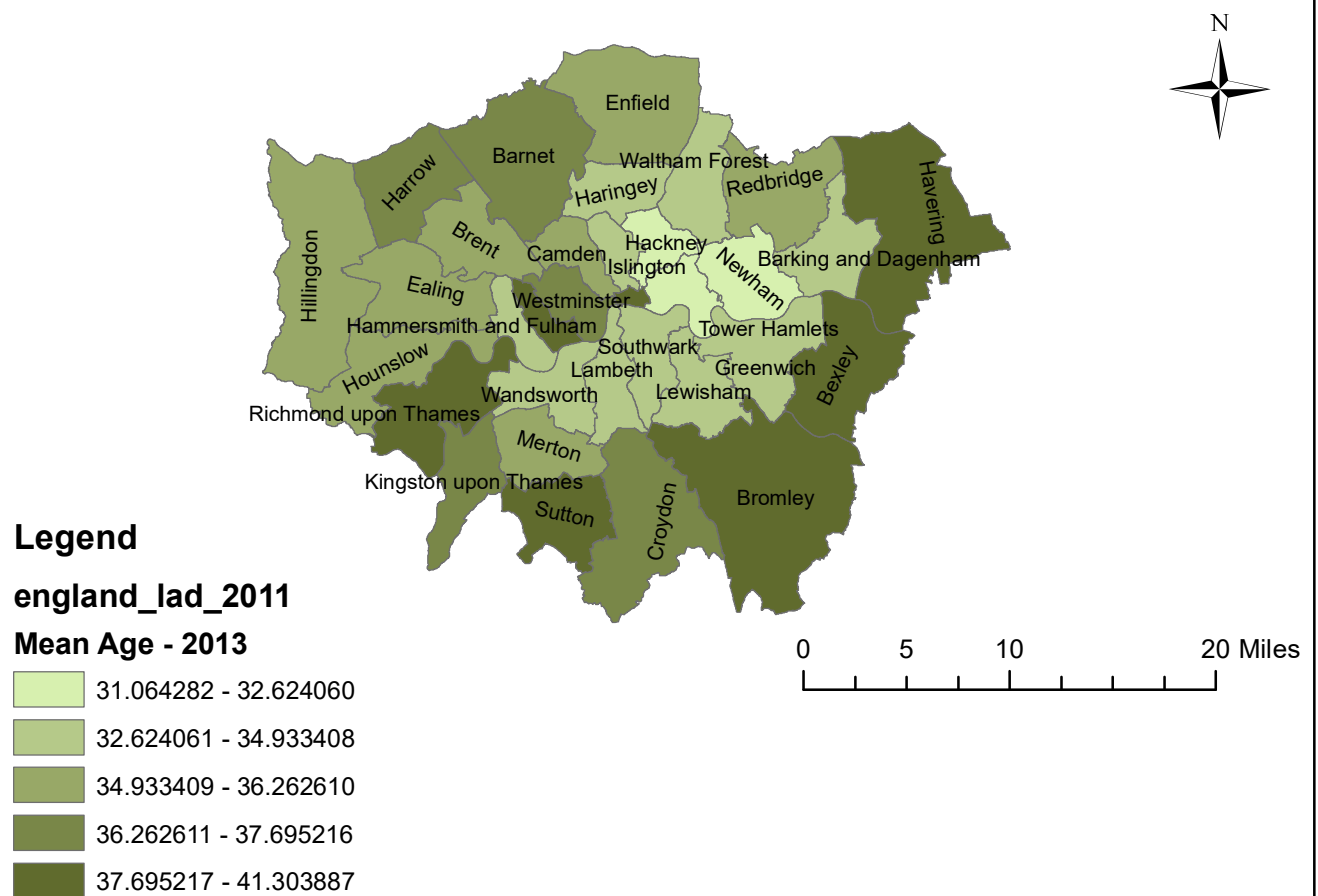 N
Enfield
Barnet
Waltham Forest
Harrow
Haringey
Redbridge
Havering
Brent
Camden
Hackney
Islington
Newham
Barking and Dagenham
Hillingdon
Ealing
Westminster
Hammersmith and Fulham
Tower Hamlets
Hounslow
Southwark
Lambeth
Greenwich
Bexley
Wandsworth
Lewisham
Richmond upon Thames
Merton
Kingston upon Thames
Bromley
Sutton
Croydon
Legend
england_lad_2011
Mean Age - 2013
31.064282 - 32.624060
32.624061 - 34.933408
34.933409 - 36.262610
36.262611 - 37.695216
37.695217 - 41.303887
0 5 10 20 Miles